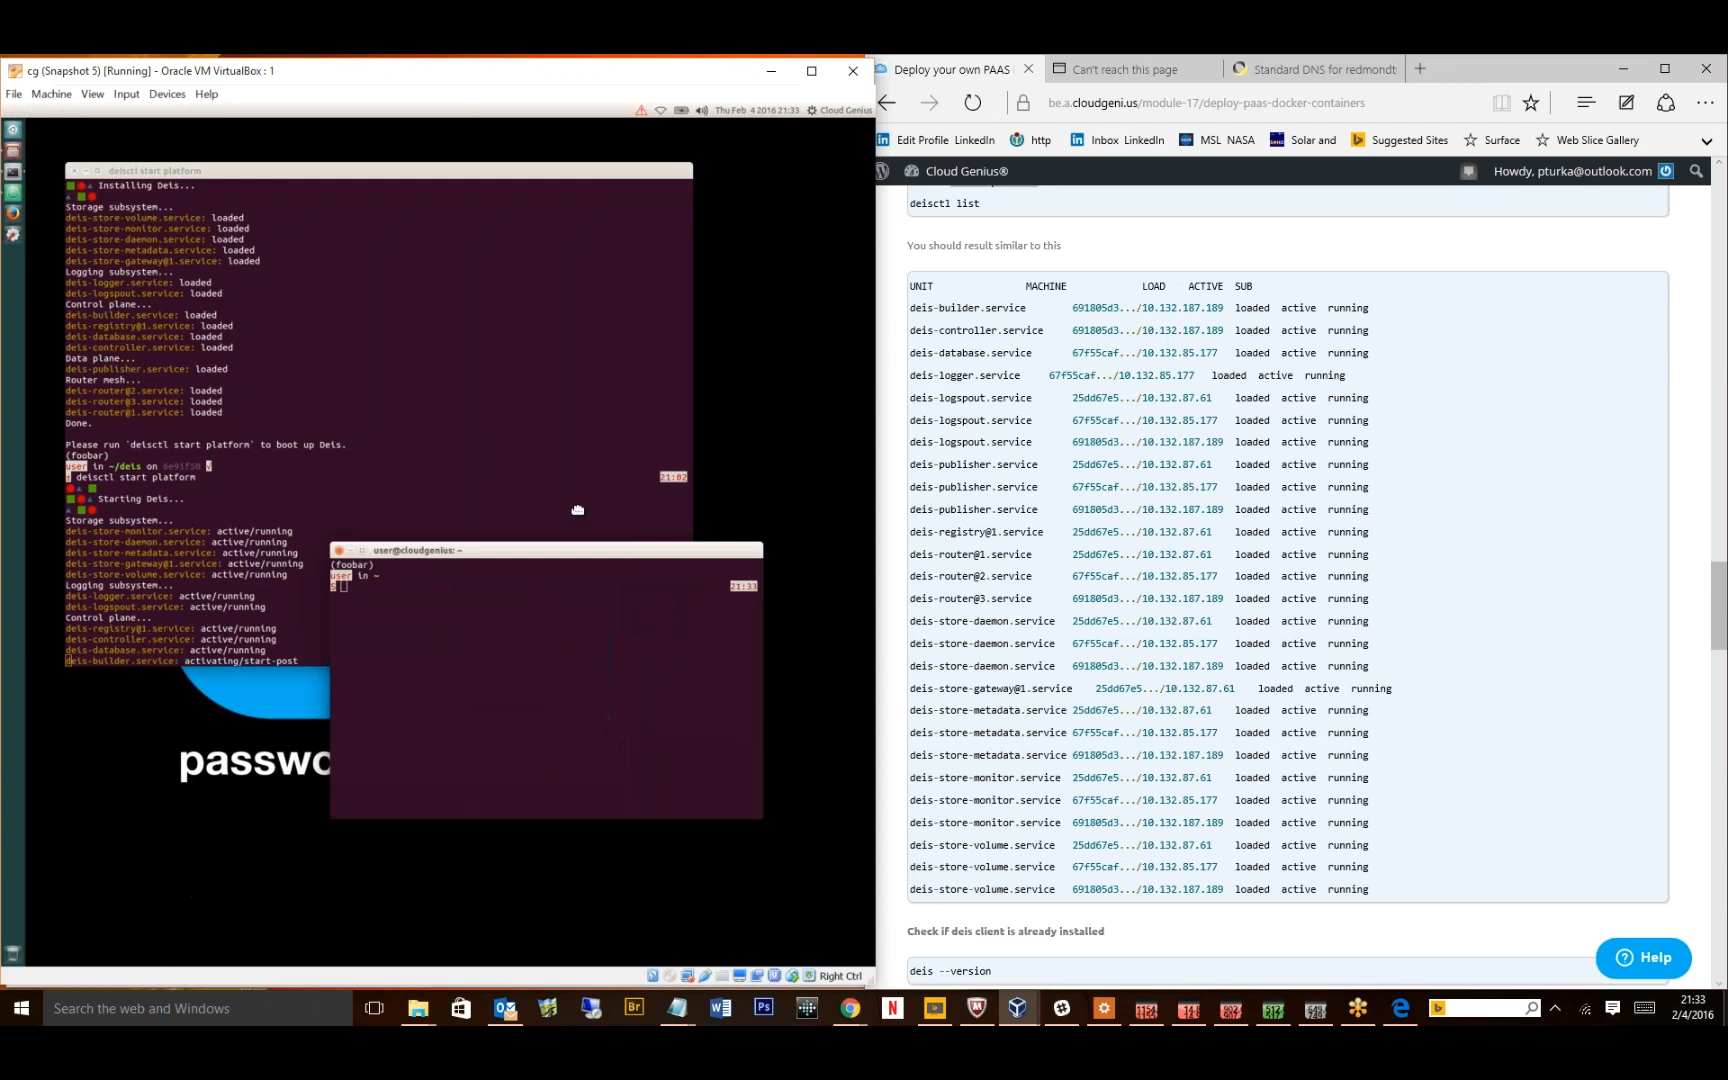 cg (Snapshot 5) [Running] - Oracle VM VirtualBox : 1
File Machine View Input Devices Help
Thu Feb 4 2016 21:33 Cloud Genius
deisctl start platform
Installing Deis...
Storage subsystem...
deis-store-volume.service: loaded
deis-store-monitor.service: loaded
deis-store-daemon.service: loaded
deis-store-metadata.service: loaded
deis-store-gateway@1.service: loaded
Logging subsystem...
deis-logger.service: loaded
deis-logspout.service: loaded
Control plane...
deis-builder.service: loaded
deis-registry@1.service: loaded
deis-database.service: loaded
deis-controller.service: loaded
Data plane...
deis-publisher.service: loaded
Router mesh...
deis-router@2.service: loaded
deis-router@3.service: loaded
deis-router@1.service: loaded
Done.
Please run `deisctl start platform` to boot up Deis.
(foobar)
user in ~/deis on 6e91f50
deisctl start platform 21:02
Starting Deis...
Storage subsystem...
deis-store-monitor.service: active/running
deis-store-daemon.service: active/running
deis-store-metadata.service: active/running
deis-store-gateway@1.service: active/running
deis-store-volume.service: active/running
Logging subsystem...
deis-logger.service: active/running
deis-logspout.service: active/running
Control plane...
deis-registry@1.service: active/running
deis-controller.service: active/running
deis-database.service: active/running
deis-builder.service: activating/start-post
user@cloudgenius: ~
(foobar)
user in ~
$ 21:33
passwo
Right Ctrl
Deploy your own PAAS
Can't reach this page
Standard DNS for redmondt
be.a.cloudgeni.us/module-17/deploy-paas-docker-containers
Edit Profile LinkedIn http Inbox LinkedIn MSL NASA Solar and Suggested Sites Surface Web Slice Gallery
Cloud Genius® Howdy, pturka@outlook.com
deisctl list
You should result similar to this
UNIT MACHINE LOAD ACTIVE SUB
deis-builder.service 691805d3.../10.132.187.189 loaded active running
deis-controller.service 691805d3.../10.132.187.189 loaded active running
deis-database.service 67f55caf.../10.132.85.177 loaded active running
deis-logger.service 67f55caf.../10.132.85.177 loaded active running
deis-logspout.service 25dd67e5.../10.132.87.61 loaded active running
deis-logspout.service 67f55caf.../10.132.85.177 loaded active running
deis-logspout.service 691805d3.../10.132.187.189 loaded active running
deis-publisher.service 25dd67e5.../10.132.87.61 loaded active running
deis-publisher.service 67f55caf.../10.132.85.177 loaded active running
deis-publisher.service 691805d3.../10.132.187.189 loaded active running
deis-registry@1.service 25dd67e5.../10.132.87.61 loaded active running
deis-router@1.service 25dd67e5.../10.132.87.61 loaded active running
deis-router@2.service 67f55caf.../10.132.85.177 loaded active running
deis-router@3.service 691805d3.../10.132.187.189 loaded active running
deis-store-daemon.service 25dd67e5.../10.132.87.61 loaded active running
deis-store-daemon.service 67f55caf.../10.132.85.177 loaded active running
deis-store-daemon.service 691805d3.../10.132.187.189 loaded active running
deis-store-gateway@1.service 25dd67e5.../10.132.87.61 loaded active running
deis-store-metadata.service 25dd67e5.../10.132.87.61 loaded active running
deis-store-metadata.service 67f55caf.../10.132.85.177 loaded active running
deis-store-metadata.service 691805d3.../10.132.187.189 loaded active running
deis-store-monitor.service 25dd67e5.../10.132.87.61 loaded active running
deis-store-monitor.service 67f55caf.../10.132.85.177 loaded active running
deis-store-monitor.service 691805d3.../10.132.187.189 loaded active running
deis-store-volume.service 25dd67e5.../10.132.87.61 loaded active running
deis-store-volume.service 67f55caf.../10.132.85.177 loaded active running
deis-store-volume.service 691805d3.../10.132.187.189 loaded active running
Check if deis client is already installed
deis --version
Help
Search the web and Windows
21:33
2/4/2016